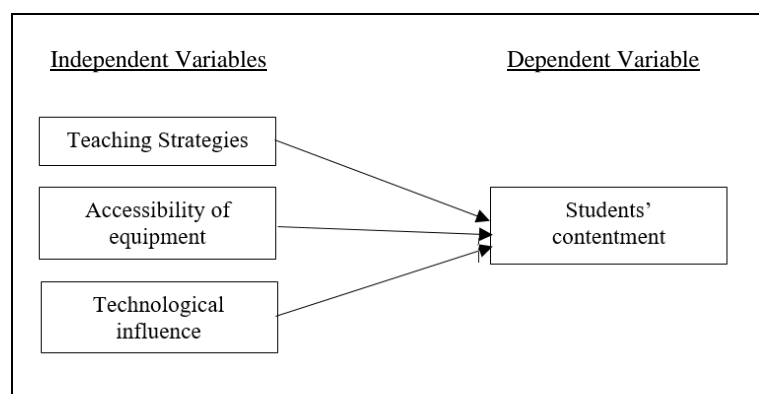 Independent Variables
Dependent Variable
Teaching Strategies
Accessibility of
equipment
Students’
contentment
Technological
influence